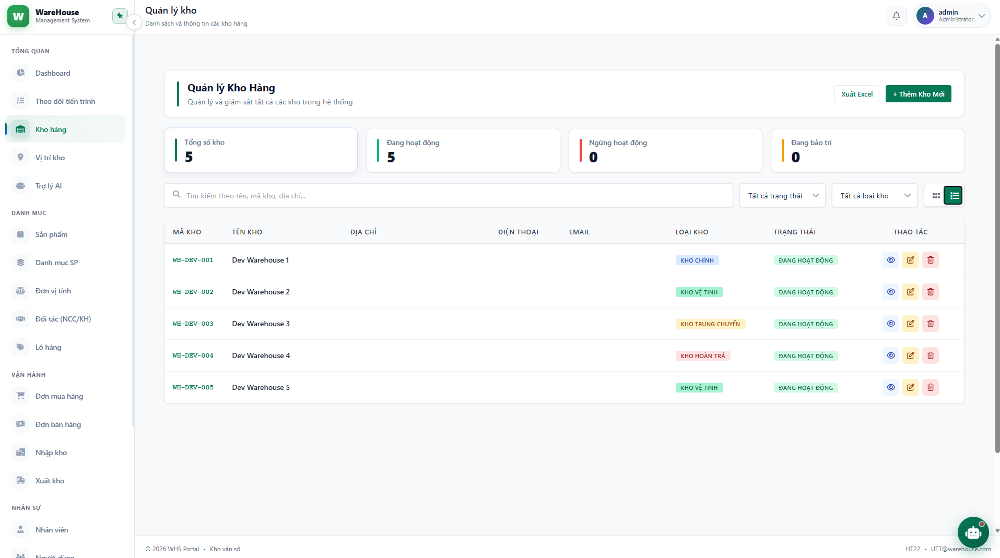 W
WareHouse
Management System
Quản lý kho
Danh sách và thông tin các kho hàng
A
admin
Administrator
TỔNG QUAN
Dashboard
Theo dõi tiến trình
Kho hàng
Vị trí kho
Trợ lý AI
DANH MỤC
Sản phẩm
Danh mục SP
Đơn vị tính
Đối tác (NCC/KH)
Lô hàng
VẬN HÀNH
Đơn mua hàng
Đơn bán hàng
Nhập kho
Xuất kho
NHÂN SỰ
Nhân viên
Người dùng
Quản lý Kho Hàng
Quản lý và giám sát tất cả các kho trong hệ thống
Xuất Excel
+ Thêm Kho Mới
Tổng số kho
5
Đang hoạt động
5
Ngừng hoạt động
0
Đang bảo trì
0
Tìm kiếm theo tên, mã kho, địa chỉ...
Tất cả trạng thái
Tất cả loại kho
MÃ KHO TÊN KHO ĐỊA CHỈ ĐIỆN THOẠI EMAIL LOẠI KHO TRẠNG THÁI THAO TÁC
WH-DEV-001 Dev Warehouse 1 KHO CHÍNH ĐANG HOẠT ĐỘNG
WH-DEV-002 Dev Warehouse 2 KHO VỆ TINH ĐANG HOẠT ĐỘNG
WH-DEV-003 Dev Warehouse 3 KHO TRUNG CHUYỂN ĐANG HOẠT ĐỘNG
WH-DEV-004 Dev Warehouse 4 KHO HOÀN TRẢ ĐANG HOẠT ĐỘNG
WH-DEV-005 Dev Warehouse 5 KHO VỆ TINH ĐANG HOẠT ĐỘNG
© 2026 WHS Portal • Kho vận số
HT22 • UTT@warehouse.com